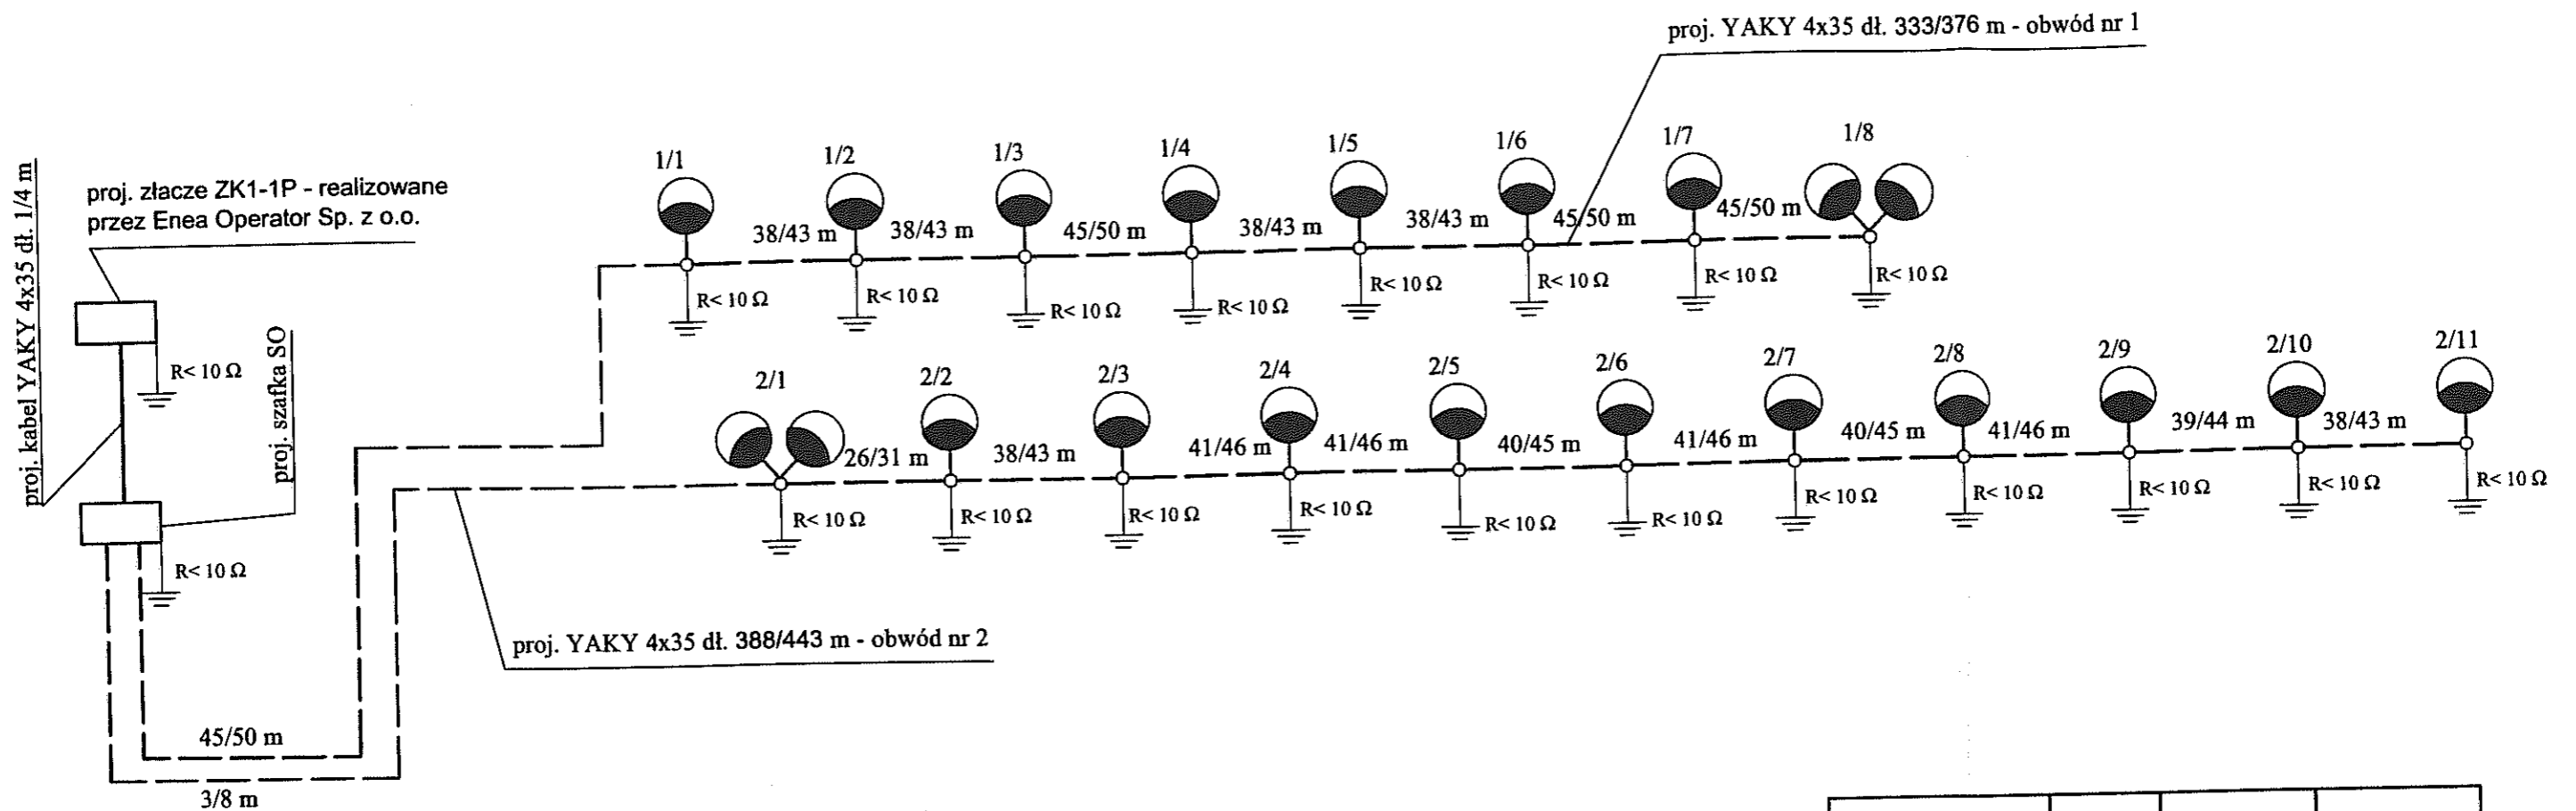 proj. YAKY 4x35 dł. 333/376 m - obwód nr 1
proj. kabel YAKY 4x35 dł. 1/4 m
proj. złacze ZK1-1P - realizowane
przez Enea Operator Sp. z o.o.
R< 10 Ω
proj. szafka SO
R< 10 Ω
1/1
1/2
1/3
1/4
1/5
1/6
1/7
1/8
38/43 m
38/43 m
45/50 m
38/43 m
38/43 m
45/50 m
45/50 m
R< 10 Ω
R< 10 Ω
R< 10 Ω
R< 10 Ω
R< 10 Ω
R< 10 Ω
R< 10 Ω
R< 10 Ω
2/1
2/2
2/3
2/4
2/5
2/6
2/7
2/8
2/9
2/10
2/11
26/31 m
38/43 m
41/46 m
41/46 m
40/45 m
41/46 m
40/45 m
41/46 m
39/44 m
38/43 m
R< 10 Ω
R< 10 Ω
R< 10 Ω
R< 10 Ω
R< 10 Ω
R< 10 Ω
R< 10 Ω
R< 10 Ω
R< 10 Ω
R< 10 Ω
R< 10 Ω
proj. YAKY 4x35 dł. 388/443 m - obwód nr 2
45/50 m
3/8 m